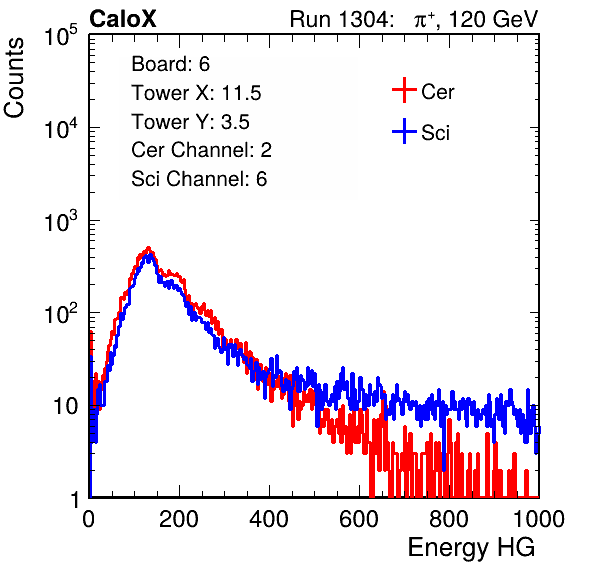 CaloX Run 1304: π⁺, 120 GeV
Counts
10⁵
10⁴
10³
10²
10
1
Board: 6
Tower X: 11.5
Tower Y: 3.5
Cer Channel: 2
Sci Channel: 6
Cer
Sci
0 200 400 600 800 1000
Energy HG